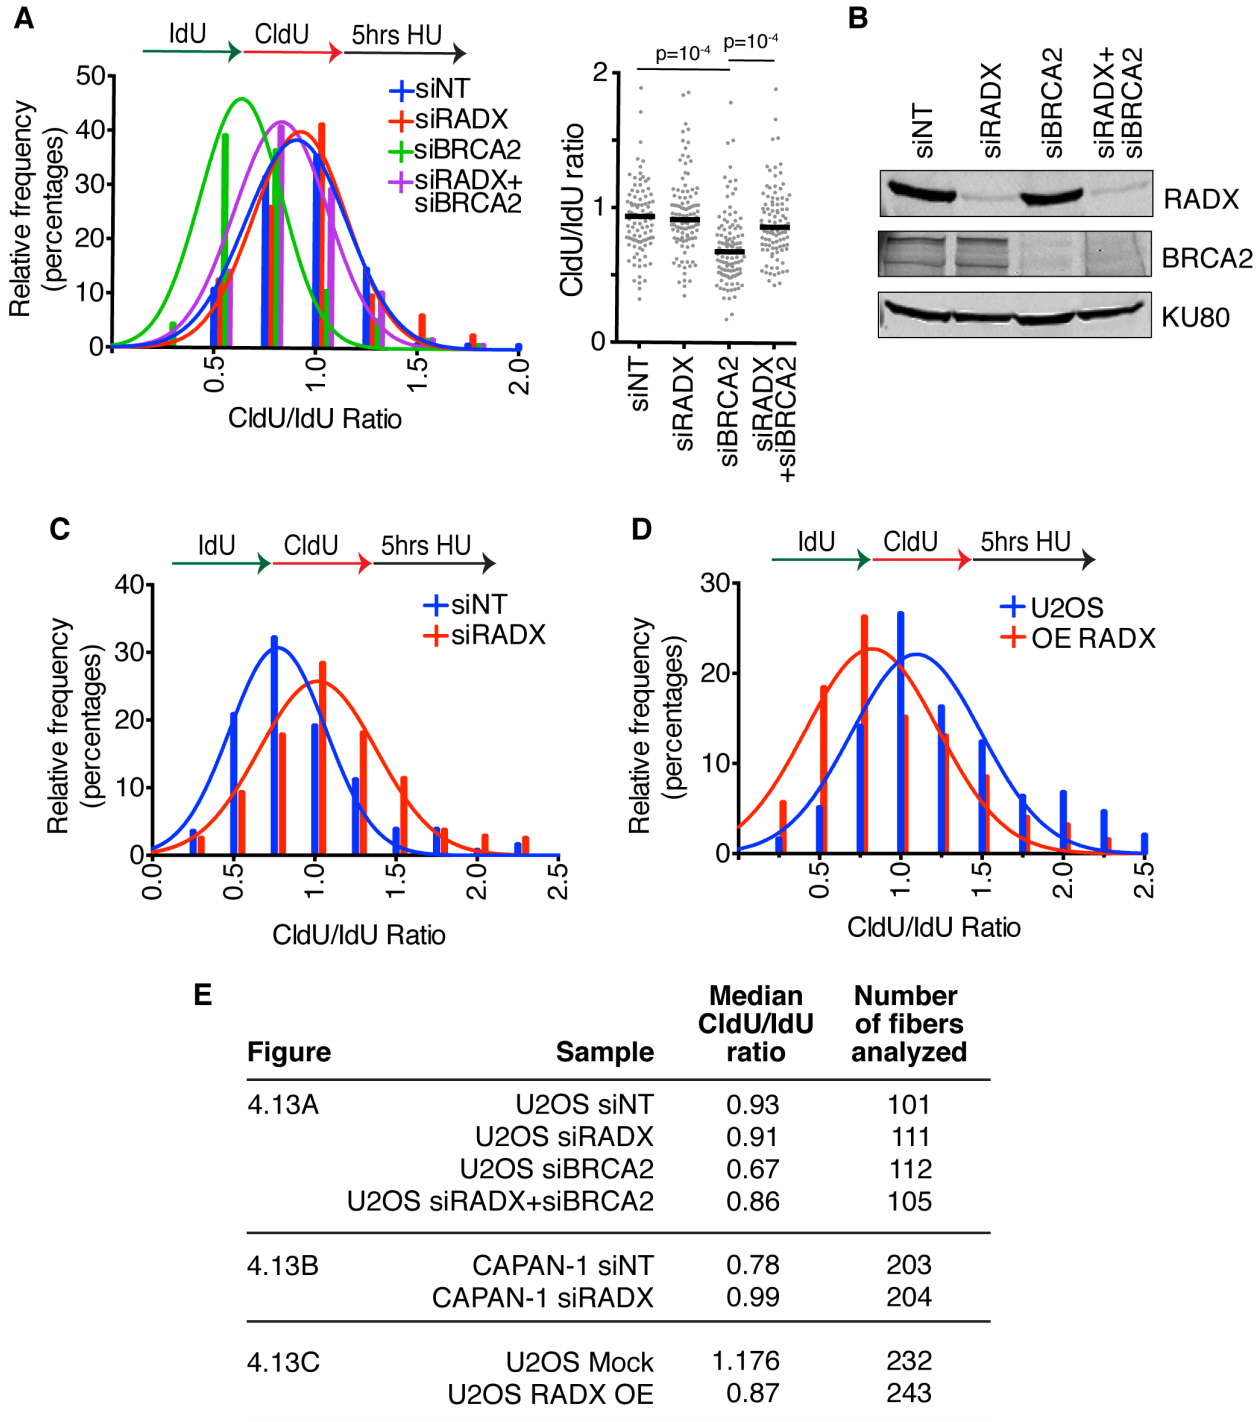 A
IdU CldU 5hrs HU
siNT
siRADX
siBRCA2
siRADX+
siBRCA2
Relative frequency
(percentages)
50
40
30
20
10
0
0.5 1.0 1.5 2.0
CldU/IdU Ratio
p=10-4 p=10-4
CldU/IdU ratio
2
1
0
siNT
siRADX
siBRCA2
siRADX
+siBRCA2
B
siNT
siRADX
siBRCA2
siRADX+
siBRCA2
RADX
BRCA2
KU80
C
IdU CldU 5hrs HU
siNT
siRADX
Relative frequency
(percentages)
40
30
20
10
0
0.0 0.5 1.0 1.5 2.0 2.5
CldU/IdU Ratio
D
IdU CldU 5hrs HU
U2OS
OE RADX
Relative frequency
(percentages)
30
20
10
0
0.5 1.0 1.5 2.0 2.5
CldU/IdU Ratio
E
Figure Sample Median CldU/IdU ratio Number of fibers analyzed
4.13A U2OS siNT 0.93 101
U2OS siRADX 0.91 111
U2OS siBRCA2 0.67 112
U2OS siRADX+siBRCA2 0.86 105
4.13B CAPAN-1 siNT 0.78 203
CAPAN-1 siRADX 0.99 204
4.13C U2OS Mock 1.176 232
U2OS RADX OE 0.87 243